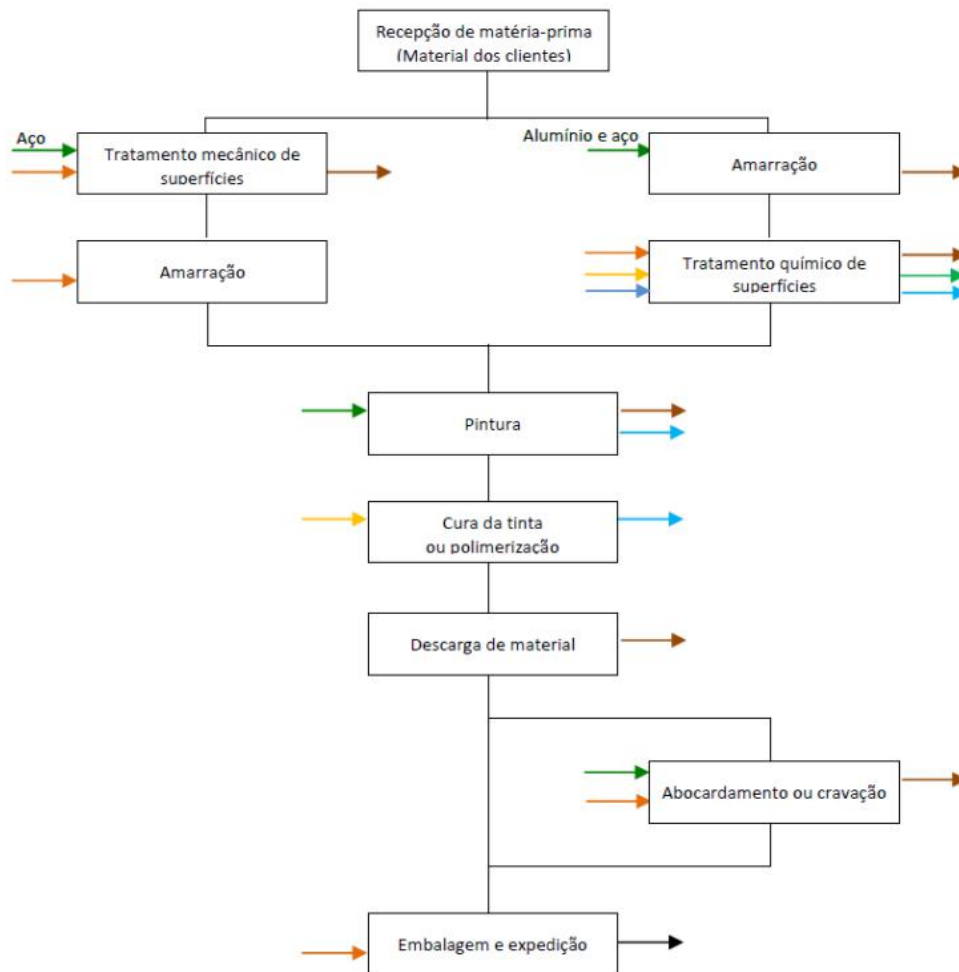 Recepção de matéria-prima
(Material dos clientes)
Aço
Alumínio e aço
Tratamento mecânico de
superfícies
Amarração
Amarração
Tratamento químico de
superfícies
Pintura
Cura da tinta
ou polimerização
Descarga de material
Abocardamento ou cravação
Embalagem e expedição